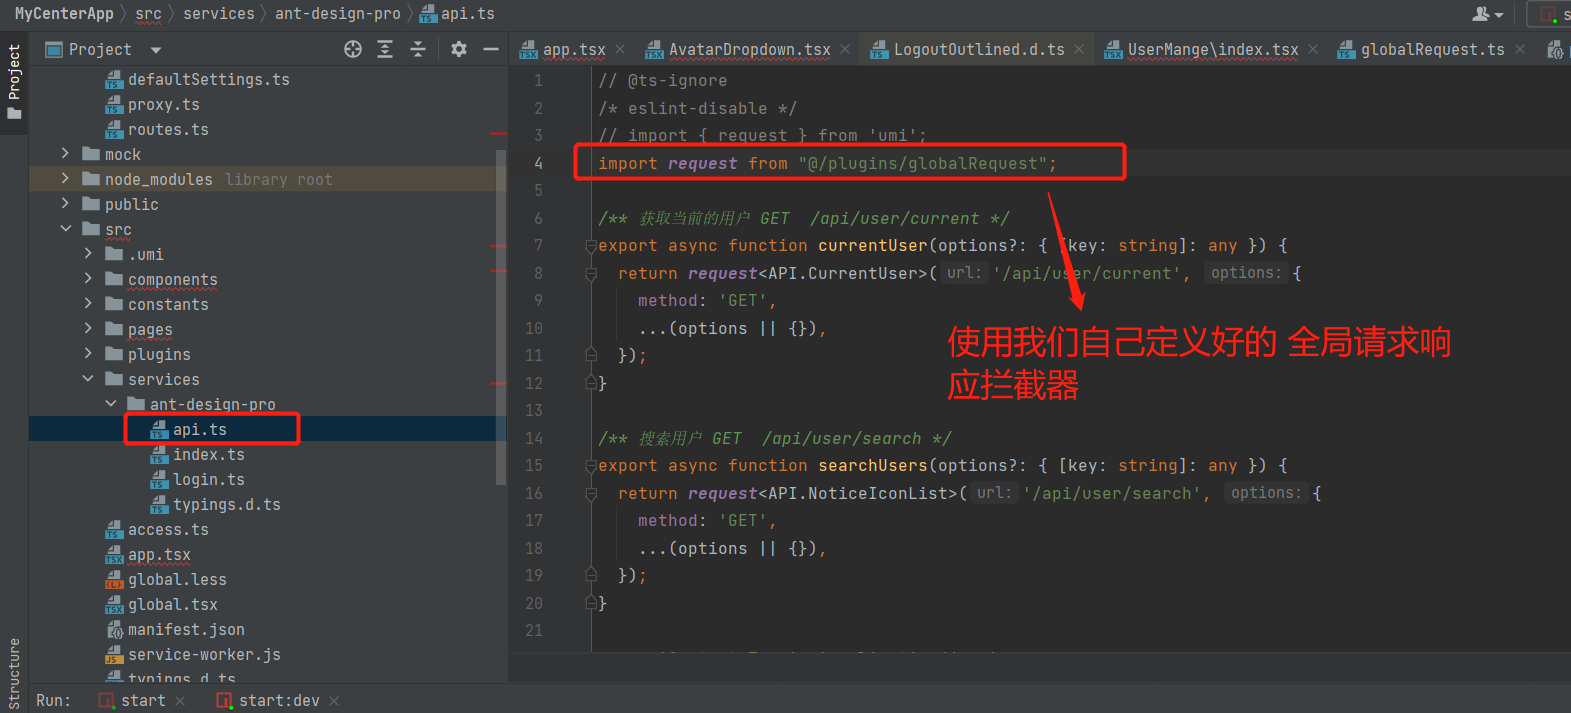 MyCenterApp src services ant-design-pro api.ts
Project
app.tsx AvatarDropdown.tsx LogoutOutlined.d.ts UserMange\index.tsx globalRequest.ts
Project
defaultSettings.ts
proxy.ts
routes.ts
mock
node_modules library root
public
src
.umi
components
constants
pages
plugins
services
ant-design-pro
api.ts
index.ts
login.ts
typings.d.ts
access.ts
app.tsx
global.less
global.tsx
manifest.json
service-worker.js
typings.d.ts
Structure
1 // @ts-ignore
2 /* eslint-disable */
3 // import { request } from 'umi';
4 import request from "@/plugins/globalRequest";
5
6 /** 获取当前的用户 GET /api/user/current */
7 export async function currentUser(options?: { [key: string]: any }) {
8 return request<API.CurrentUser>( url: '/api/user/current', options: {
9 method: 'GET',
10 ...(options || {}),
11 });
12 }
13
14 /** 搜索用户 GET /api/user/search */
15 export async function searchUsers(options?: { [key: string]: any }) {
16 return request<API.NoticeIconList>( url: '/api/user/search', options: {
17 method: 'GET',
18 ...(options || {}),
19 });
20 }
21
使用我们自己定义好的 全局请求响
应拦截器
Run: start start:dev